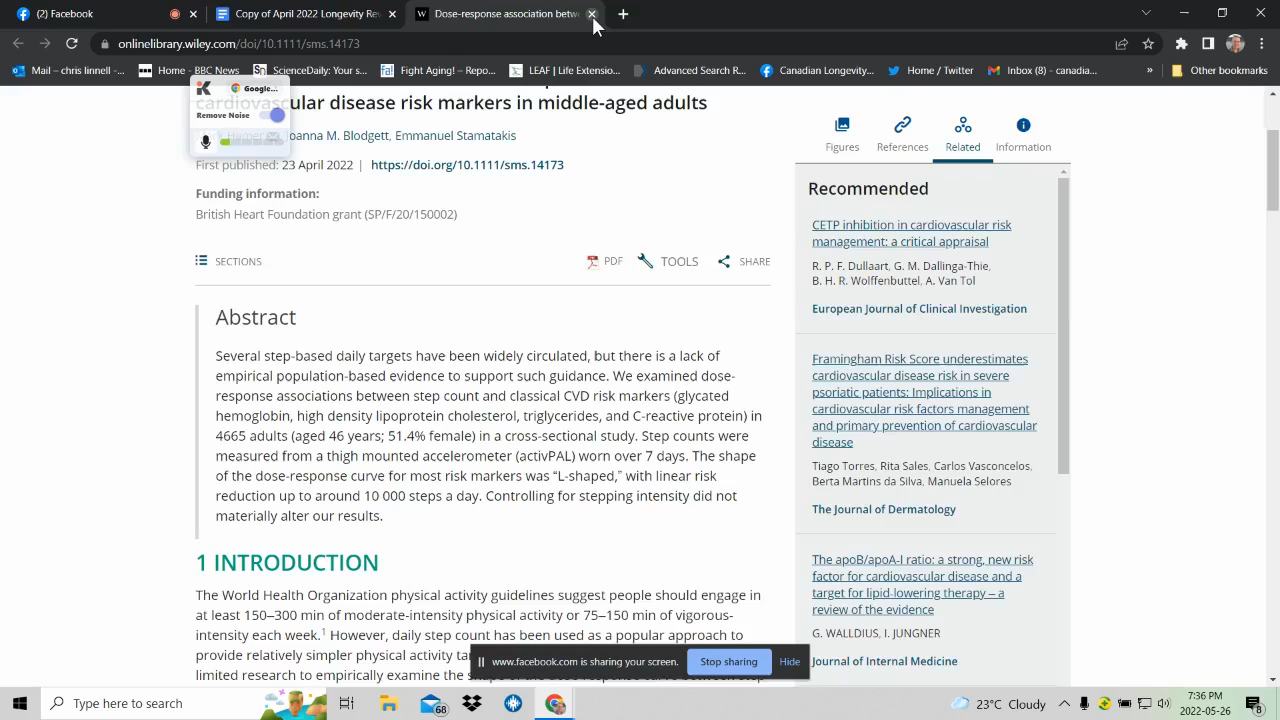 (2) Facebook
RECORDING 7.docx
Dose-response association betw
onlinelibrary.wiley.com/doi/10.1111/sms.14173
Mail – chris linnell –...
Home - BBC News
ScienceDaily: Your s...
Fight Aging! – Repo...
LEAF | Life Extensio...
Advanced Search R...
Canadian Longevity...
(1) Home / Twitter
Inbox (8) - canadia...
»
Other bookmarks
Google...
Remove Noise
cardiovascular disease risk markers in middle-aged adults
Joanna M. Blodgett, Emmanuel Stamatakis
First published: 23 April 2022 | https://doi.org/10.1111/sms.14173
Funding information:
British Heart Foundation grant (SP/F/20/150002)
SECTIONS
PDF
TOOLS
SHARE
Abstract
Several step-based daily targets have been widely circulated, but there is a lack of
empirical population-based evidence to support such guidance. We examined dose-
response associations between step count and classical CVD risk markers (glycated
hemoglobin, high density lipoprotein cholesterol, triglycerides, and C-reactive protein) in
4665 adults (aged 46 years; 51.4% female) in a cross-sectional study. Step counts were
measured from a thigh mounted accelerometer (activPAL) worn over 7 days. The shape
of the dose-response curve for most risk markers was “L-shaped,” with linear risk
reduction up to around 10 000 steps a day. Controlling for stepping intensity did not
materially alter our results.
1 INTRODUCTION
The World Health Organization physical activity guidelines suggest people should engage in
at least 150–300 min of moderate-intensity physical activity or 75–150 min of vigorous-
intensity each week.1 However, daily step count has been used as a popular approach to
provide relatively simpler physical activity
limited research to empirically examine the
Figures
References
Related
Information
Recommended
CETP inhibition in cardiovascular risk
management: a critical appraisal
R. P. F. Dullaart, G. M. Dallinga-Thie,
B. H. R. Wolffenbuttel, A. Van Tol
European Journal of Clinical Investigation
Framingham Risk Score underestimates
cardiovascular disease risk in severe
psoriatic patients: Implications in
cardiovascular risk factors management
and primary prevention of cardiovascular
disease
Tiago Torres, Rita Sales, Carlos Vasconcelos,
Berta Martins da Silva, Manuela Selores
The Journal of Dermatology
The apoB/apoA-I ratio: a strong, new risk
factor for cardiovascular disease and a
target for lipid-lowering therapy – a
review of the evidence
G. WALLDIUS, I. JUNGNER
Journal of Internal Medicine
www.facebook.com is sharing your screen.
Stop sharing
Hide
Type here to search
68
23°C Cloudy
7:36 PM
2022-05-26
8